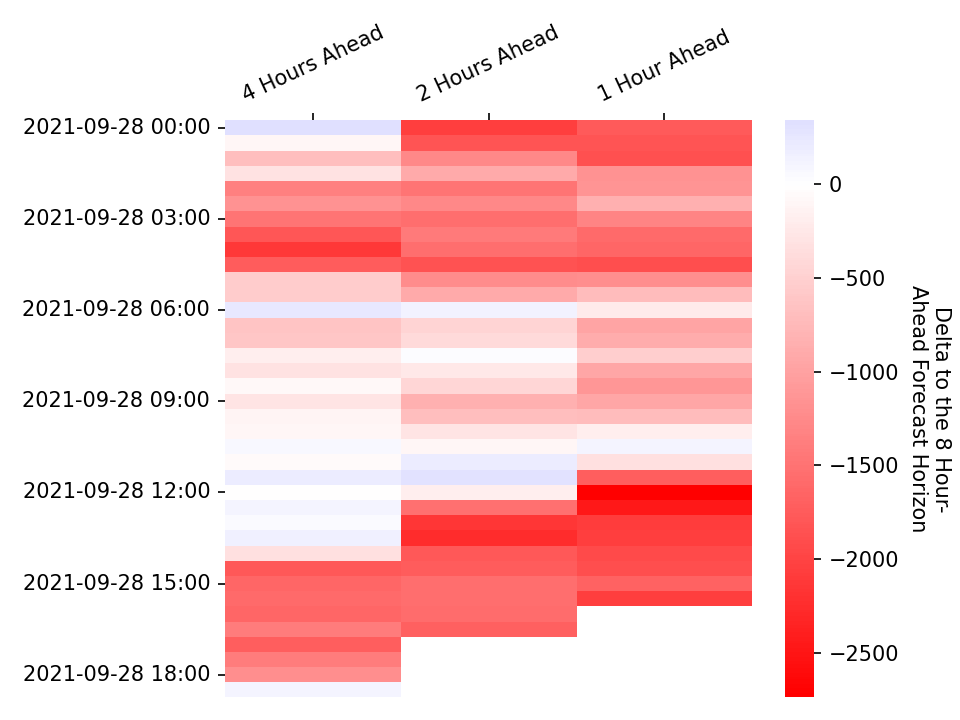 4 Hours Ahead
2 Hours Ahead
1 Hour Ahead
2021-09-28 00:00
2021-09-28 03:00
2021-09-28 06:00
2021-09-28 09:00
2021-09-28 12:00
2021-09-28 15:00
2021-09-28 18:00
0
−500
−1000
−1500
−2000
−2500
Delta to the 8 Hour-
Ahead Forecast Horizon